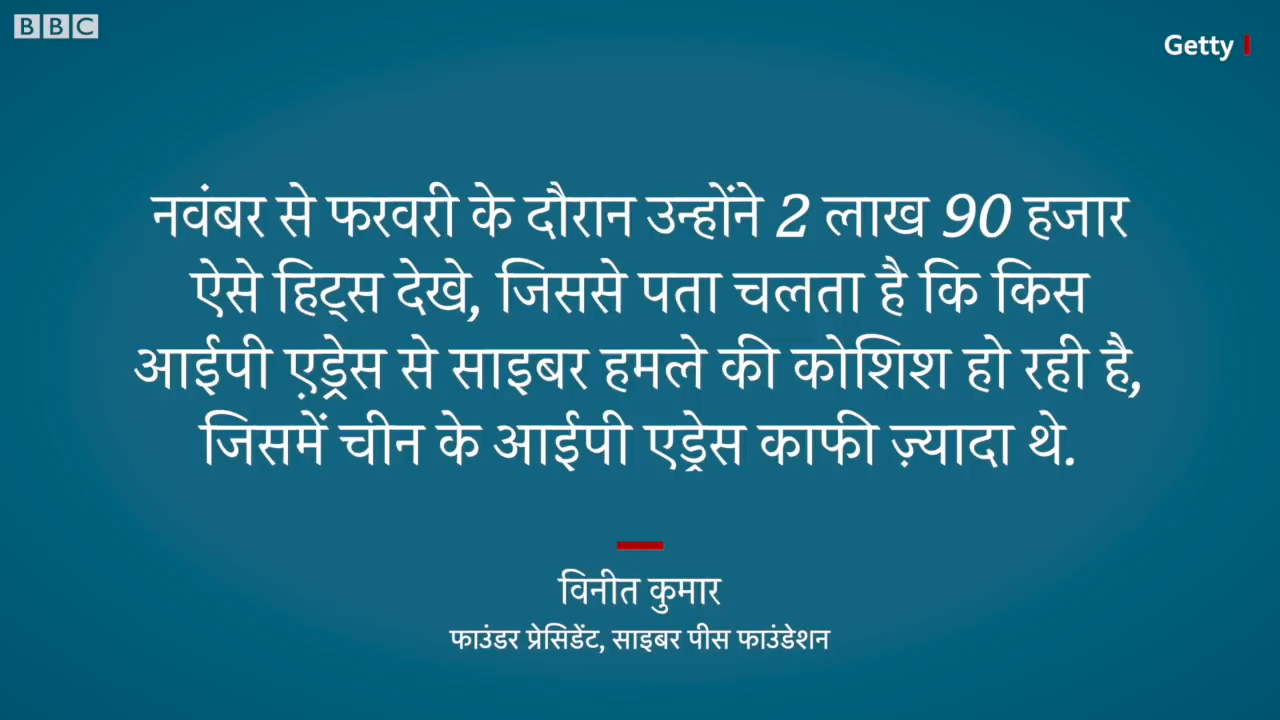 BBC
Getty
नवंबर से फरवरी के दौरान उन्होंने 2 लाख 90 हजार
ऐसे हिट्स देखे, जिससे पता चलता है कि किस
आईपी एड़्रेस से साइबर हमले की कोशिश हो रही है,
जिसमें चीन के आईपी एड्रेस काफी ज़्यादा थे.
विनीत कुमार
फाउंडर प्रेसिडेंट, साइबर पीस फाउंडेशन